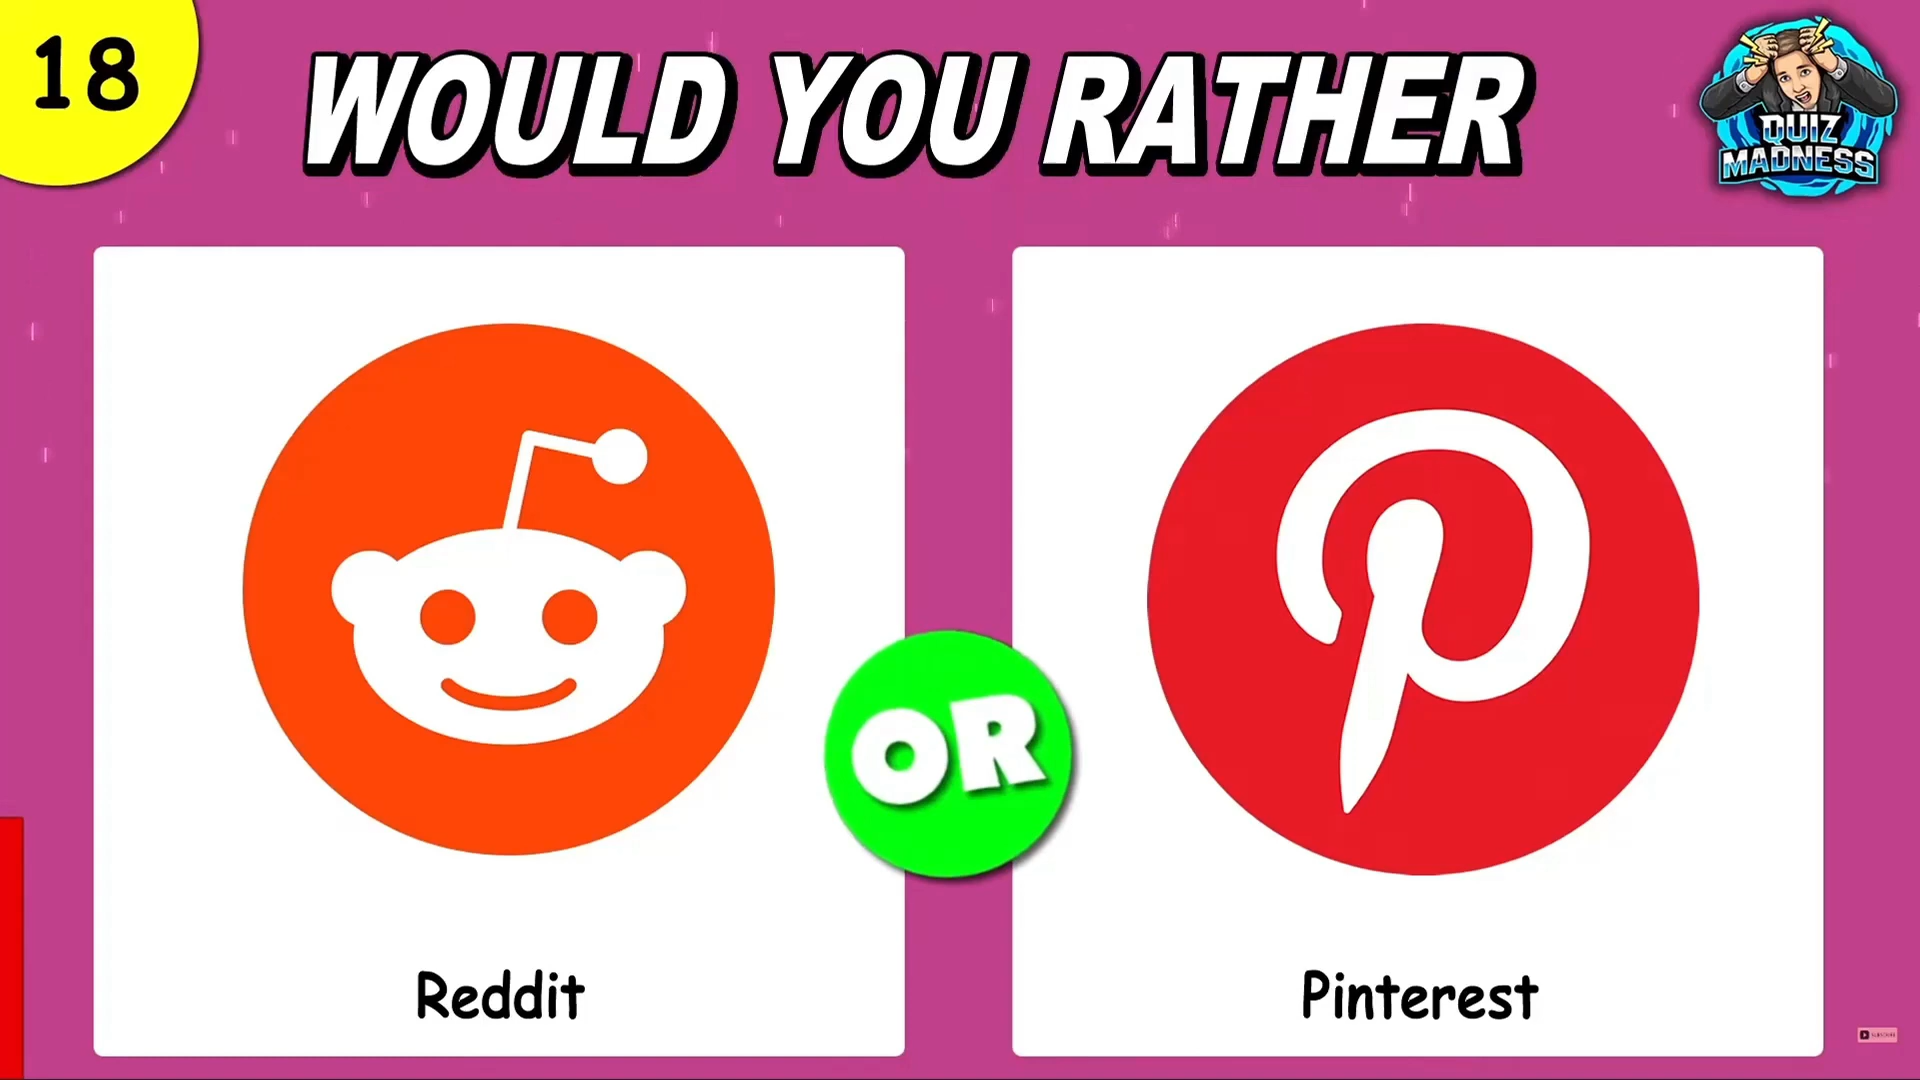 18
WOULD YOU RATHER
QUIZ
MADNESS
OR
Reddit
Pinterest